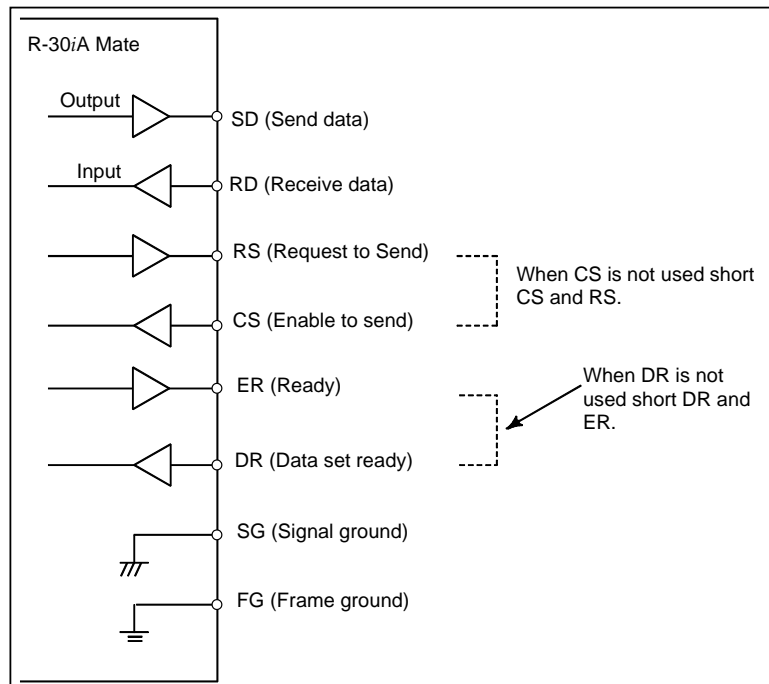 R-30iA Mate
Output
SD (Send data)
Input
RD (Receive data)
RS (Request to Send)
When CS is not used short
CS and RS.
CS (Enable to send)
ER (Ready)
When DR is not
used short DR and
ER.
DR (Data set ready)
SG (Signal ground)
FG (Frame ground)